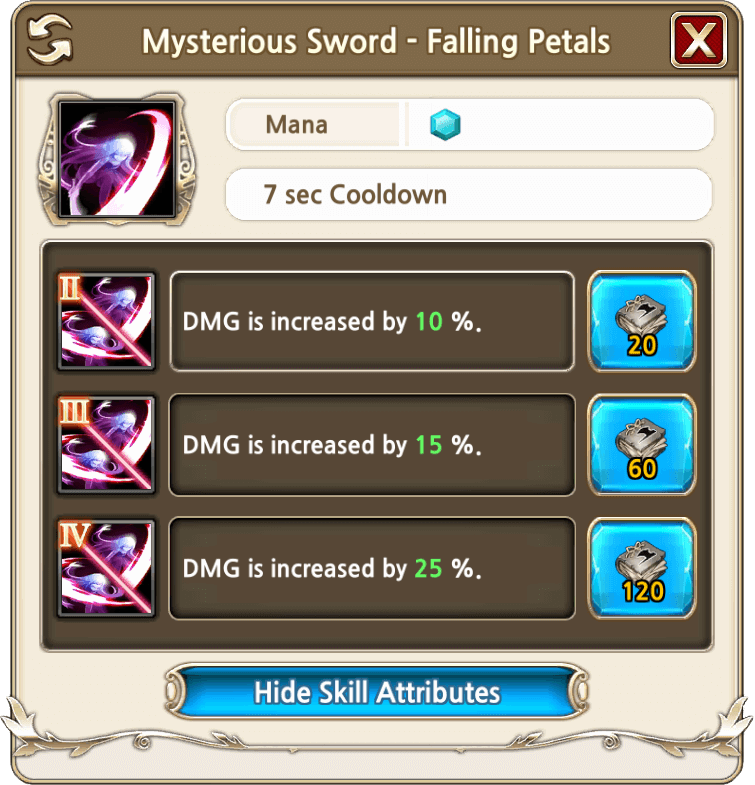 Mysterious Sword - Falling Petals
Mana
7 sec Cooldown
II
DMG is increased by 10 %.
20
III
DMG is increased by 15 %.
60
IV
DMG is increased by 25 %.
120
Hide Skill Attributes